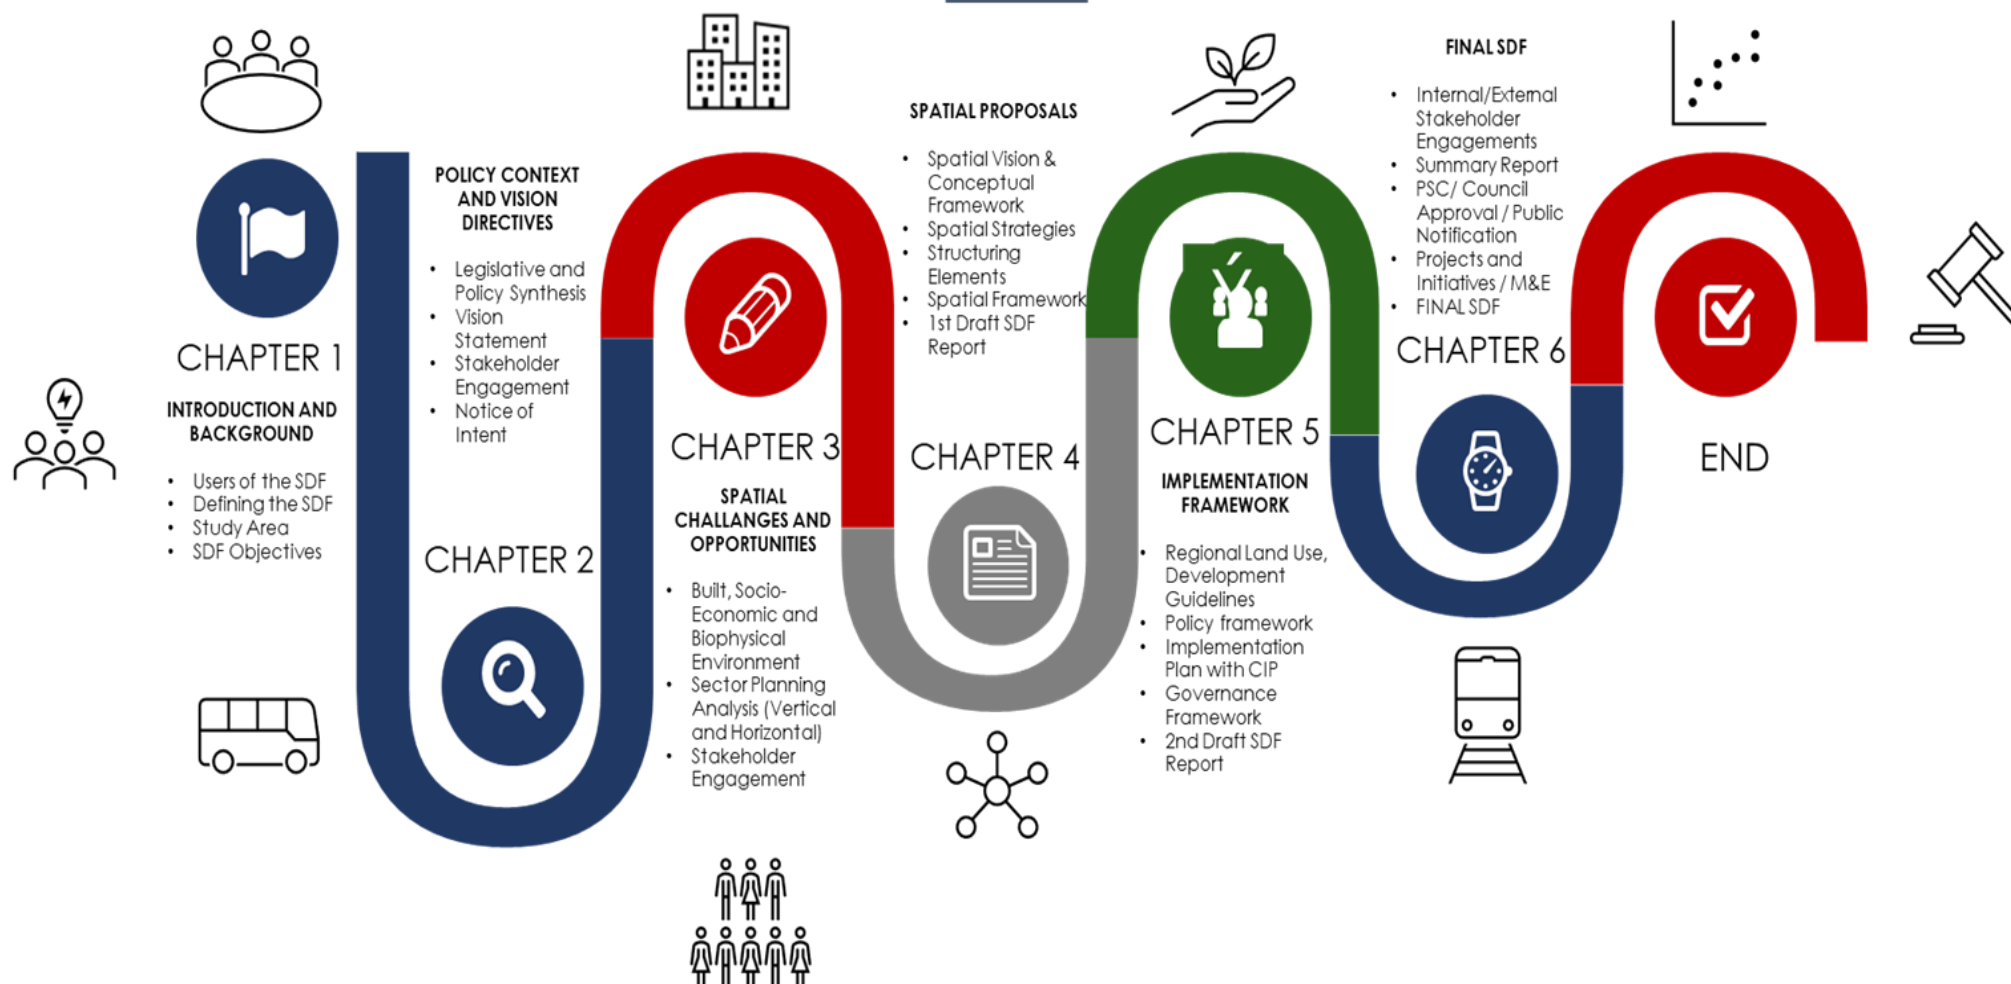 CHAPTER 1
INTRODUCTION AND
BACKGROUND
• Users of the SDF
• Defining the SDF
• Study Area
• SDF Objectives
POLICY CONTEXT
AND VISION
DIRECTIVES
• Legislative and
Policy Synthesis
• Vision
Statement
• Stakeholder
Engagement
• Notice of
Intent
CHAPTER 2
CHAPTER 3
SPATIAL
CHALLANGES AND
OPPORTUNITIES
• Built, Socio-
Economic and
Biophysical
Environment
• Sector Planning
Analysis (Vertical
and Horizontal)
• Stakeholder
Engagement
SPATIAL PROPOSALS
• Spatial Vision &
Conceptual
Framework
• Spatial Strategies
• Structuring
Elements
• Spatial Framework
• 1st Draft SDF
Report
CHAPTER 4
CHAPTER 5
IMPLEMENTATION
FRAMEWORK
• Regional Land Use,
Development
Guidelines
• Policy framework
• Implementation
Plan with CIP
• Governance
Framework
• 2nd Draft SDF
Report
FINAL SDF
• Internal/External
Stakeholder
Engagements
• Summary Report
• PSC/ Council
Approval / Public
Notification
• Projects and
Initiatives / M&E
• FINAL SDF
CHAPTER 6
END